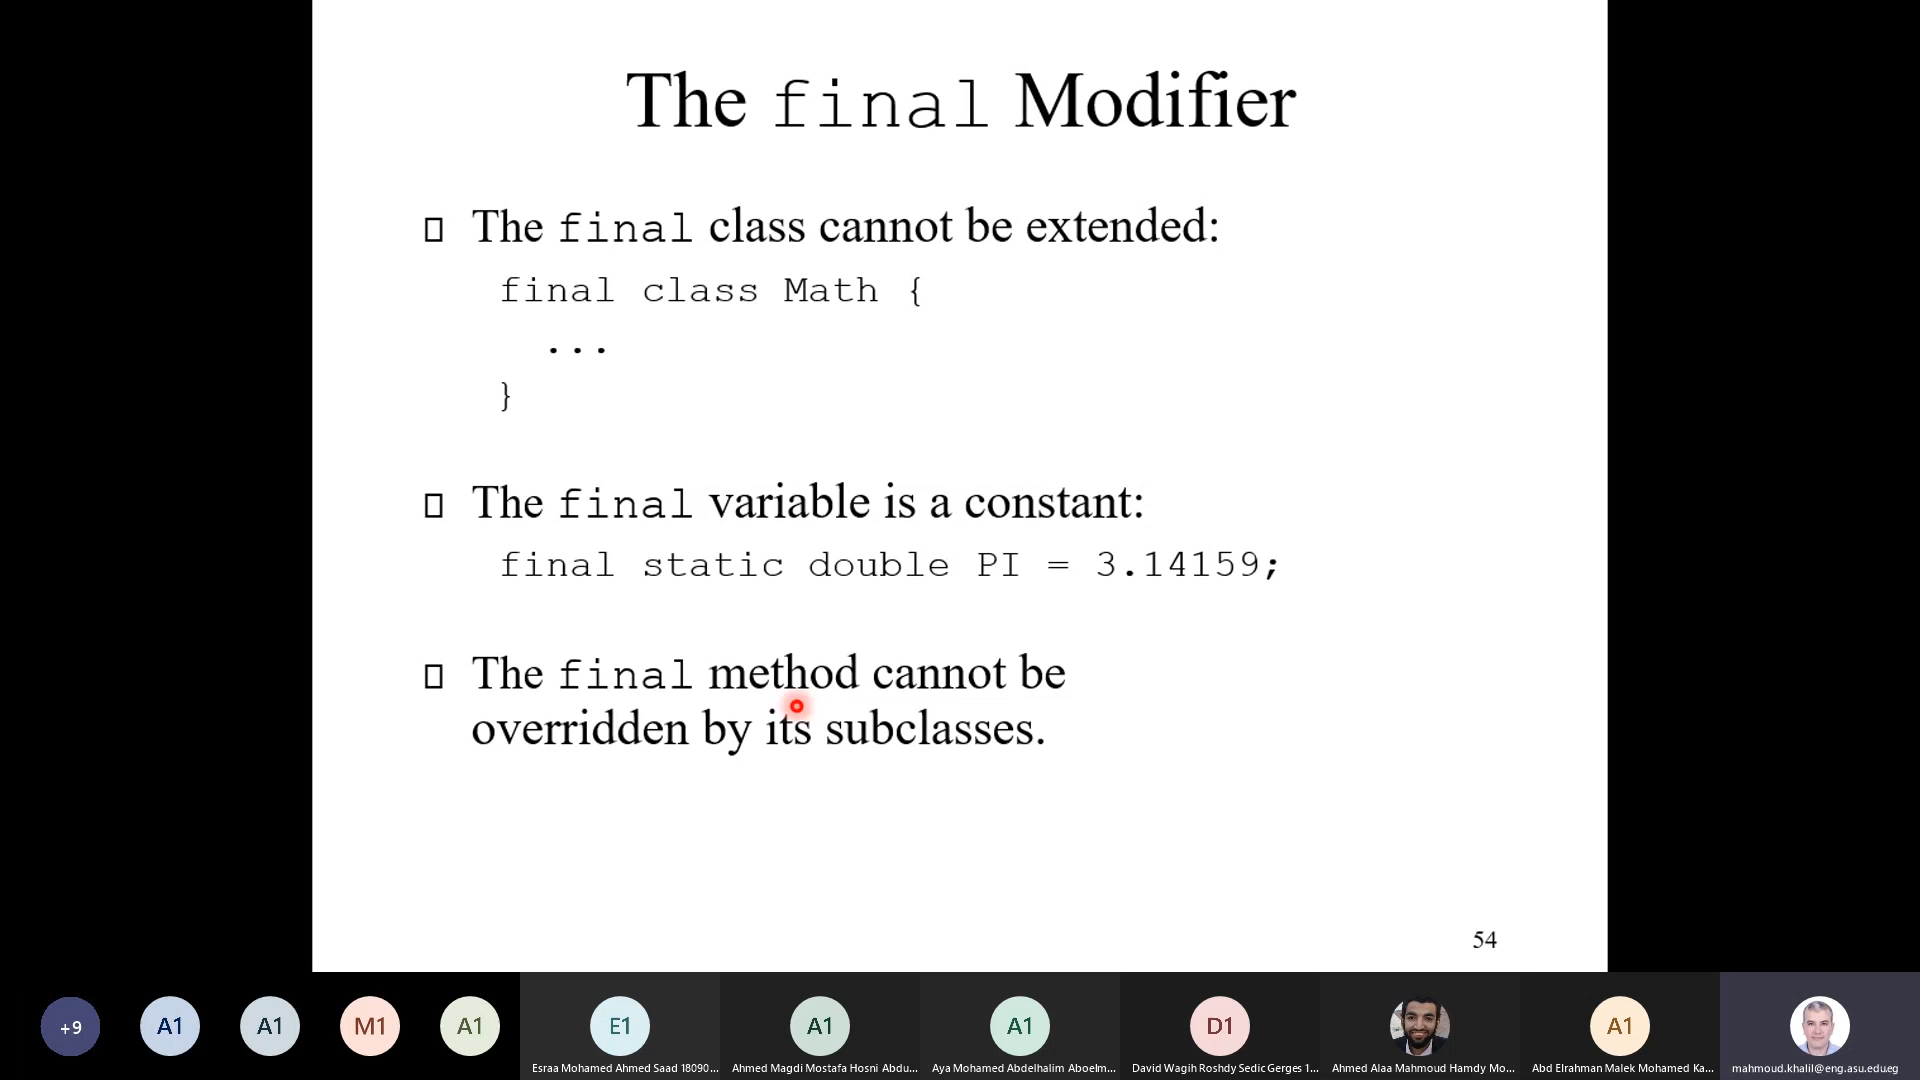 The final Modifier
The final class cannot be extended:
final class Math {
...
}
The final variable is a constant:
final static double PI = 3.14159;
The final method cannot be
overridden by its subclasses.
54
+9
A1
A1
M1
A1
E1
A1
A1
D1
A1
Esraa Mohamed Ahmed Saad 18090...
Ahmed Magdi Mostafa Hosni Abdu...
Aya Mohamed Abdelhalim Aboelm...
David Wagih Roshdy Sedic Gerges 1...
Ahmed Alaa Mahmoud Hamdy Mo...
Abd Elrahman Malek Mohamed Ka...
mahmoud.khalil@eng.asu.edu.eg